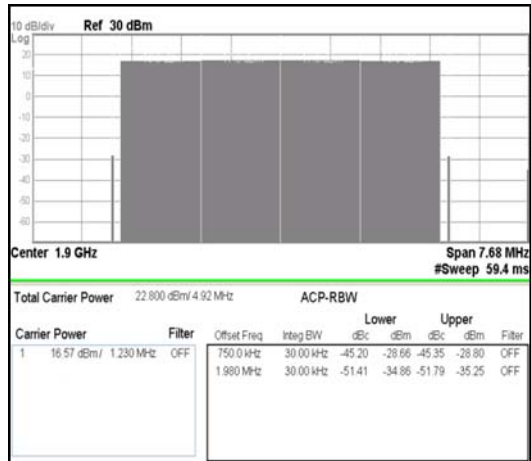 10 dB/div Ref 30 dBm
Log
20
10
0
-10
-20
-30
-40
-50
-60
Center 1.9 GHz Span 7.68 MHz
#Sweep 59.4 ms
Total Carrier Power 22.800 dBm/ 4.92 MHz ACP-RBW
Lower Upper
Carrier Power Filter Offset Freq Integ BW dBc dBm dBc dBm Filter
1 16.57 dBm / 1.230 MHz OFF 750.0 kHz 30.00 kHz -45.20 -28.66 -45.35 -28.80 OFF
1.980 MHz 30.00 kHz -51.41 -34.86 -51.79 -35.25 OFF